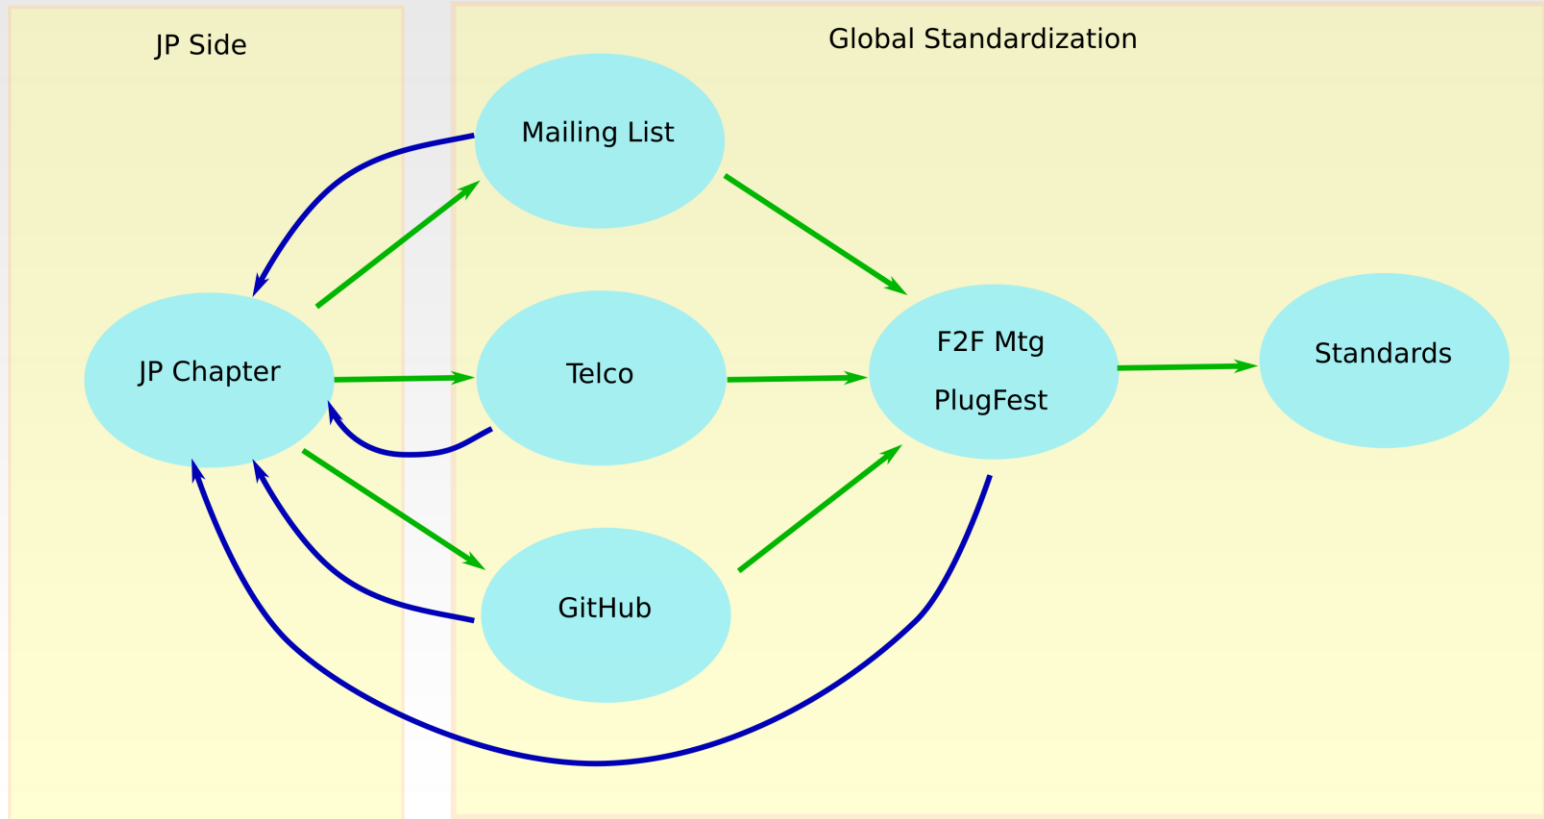 JP Side
Global Standardization
Mailing List
JP Chapter
Telco
F2F Mtg
PlugFest
Standards
GitHub